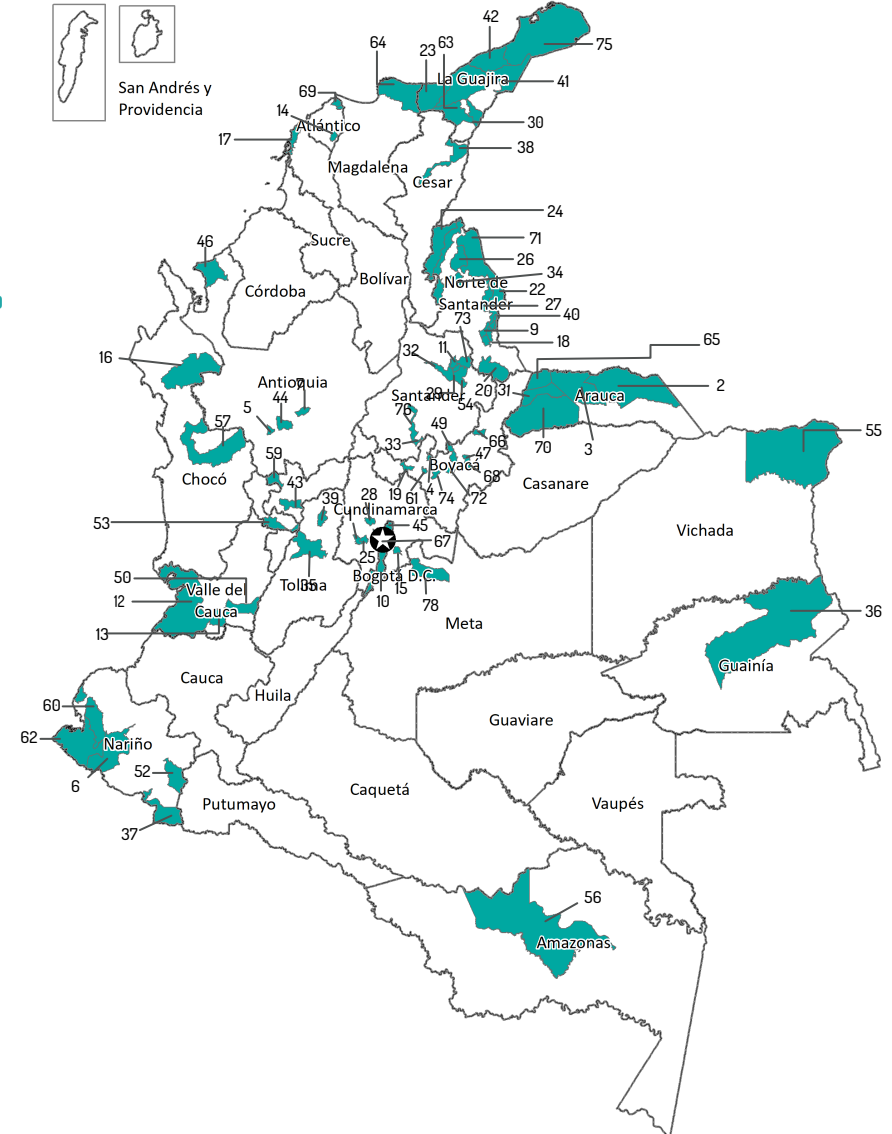 42
64
23
63
75
La Guajira
41
San Andrés y
Providencia
69
14
30
Atlántico
17
38
Magdalena
Cesar
24
71
46
Sucre
26
34
Bolívar
Norte de
22
Córdoba
Santander
27
40
73
9
18
65
11
32
16
Antioquia
7
2
20
31
29
Santander
Arauca
54
5
44
76
57
49
55
66
70
3
33
47
59
Boyacá
Chocó
68
Casanare
43
19
61
4
74
72
39
28
Cundinamarca
53
45
Vichada
67
25
50
Bogotá D.C.
35
Tolima
15
Valle del
10
78
12
Cauca
36
Meta
13
Guainía
Cauca
Huila
60
Guaviare
62
Nariño
52
6
Caquetá
Putumayo
Vaupés
37
56
Amazonas